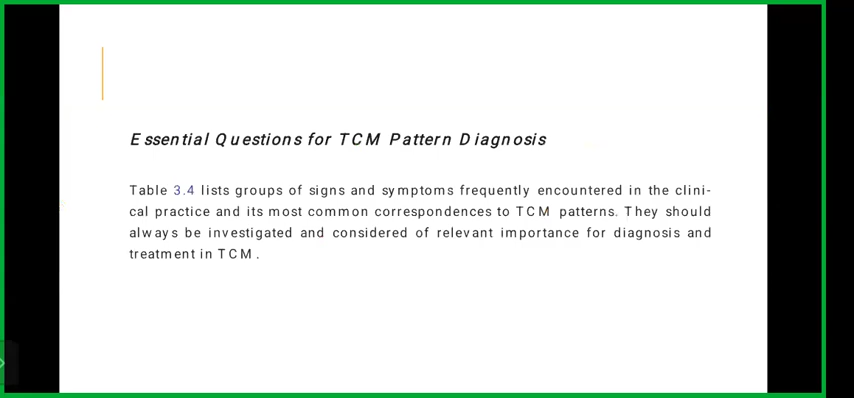 Essential Questions for TCM Pattern Diagnosis
Table 3.4 lists groups of signs and symptoms frequently encountered in the clini-
cal practice and its most common correspondences to TCM patterns. They should
always be investigated and considered of relevant importance for diagnosis and
treatment in TCM.